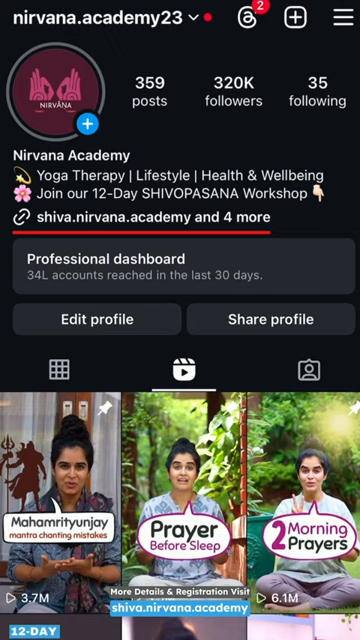 nirvana.academy23
2
359
posts
320K
followers
35
following
NIRVĀNA
Nirvana Academy
💫 Yoga Therapy | Lifestyle | Health & Wellbeing
🌸 Join our 12-Day SHIVOPASANA Workshop 👇🏻
shiva.nirvana.academy and 4 more
Professional dashboard
34L accounts reached in the last 30 days.
Edit profile
Share profile
Mahamrityunjay
mantra chanting mistakes
Prayer
Before Sleep
2 Morning
Prayers
3.7M
More Details & Registration Visit
shiva.nirvana.academy
6.1M
12-DAY